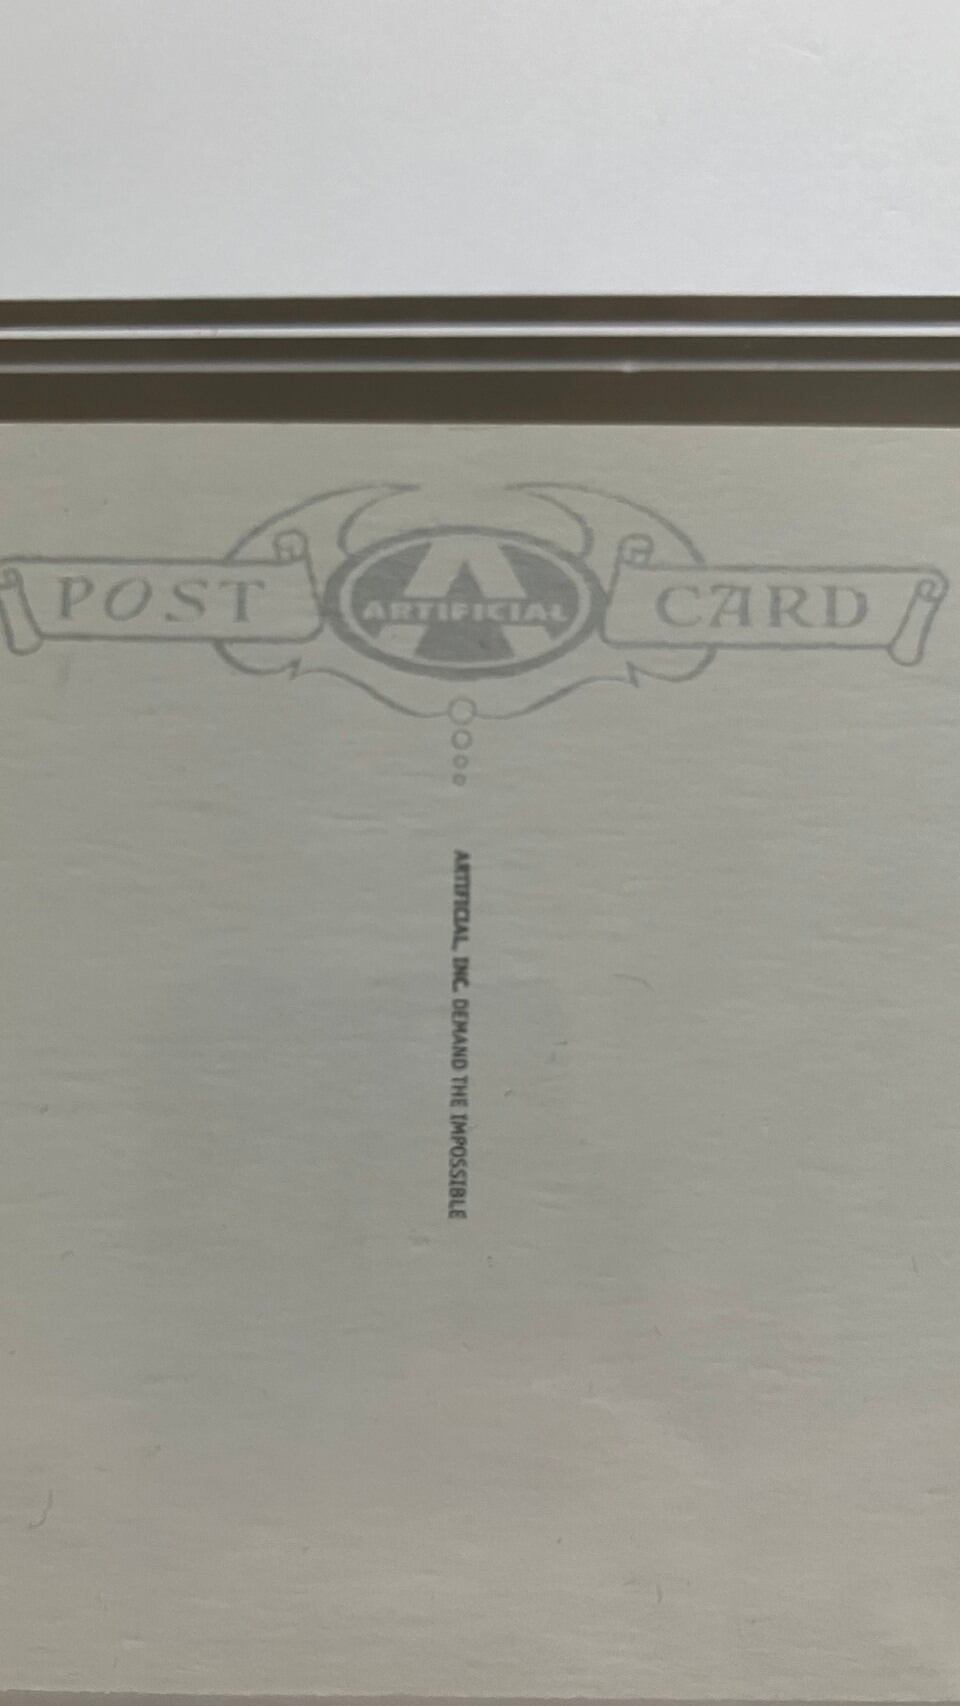 POST A CARD
ARTIFICIAL
ARTIFICIAL, INC. DEMAND THE IMPOSSIBLE